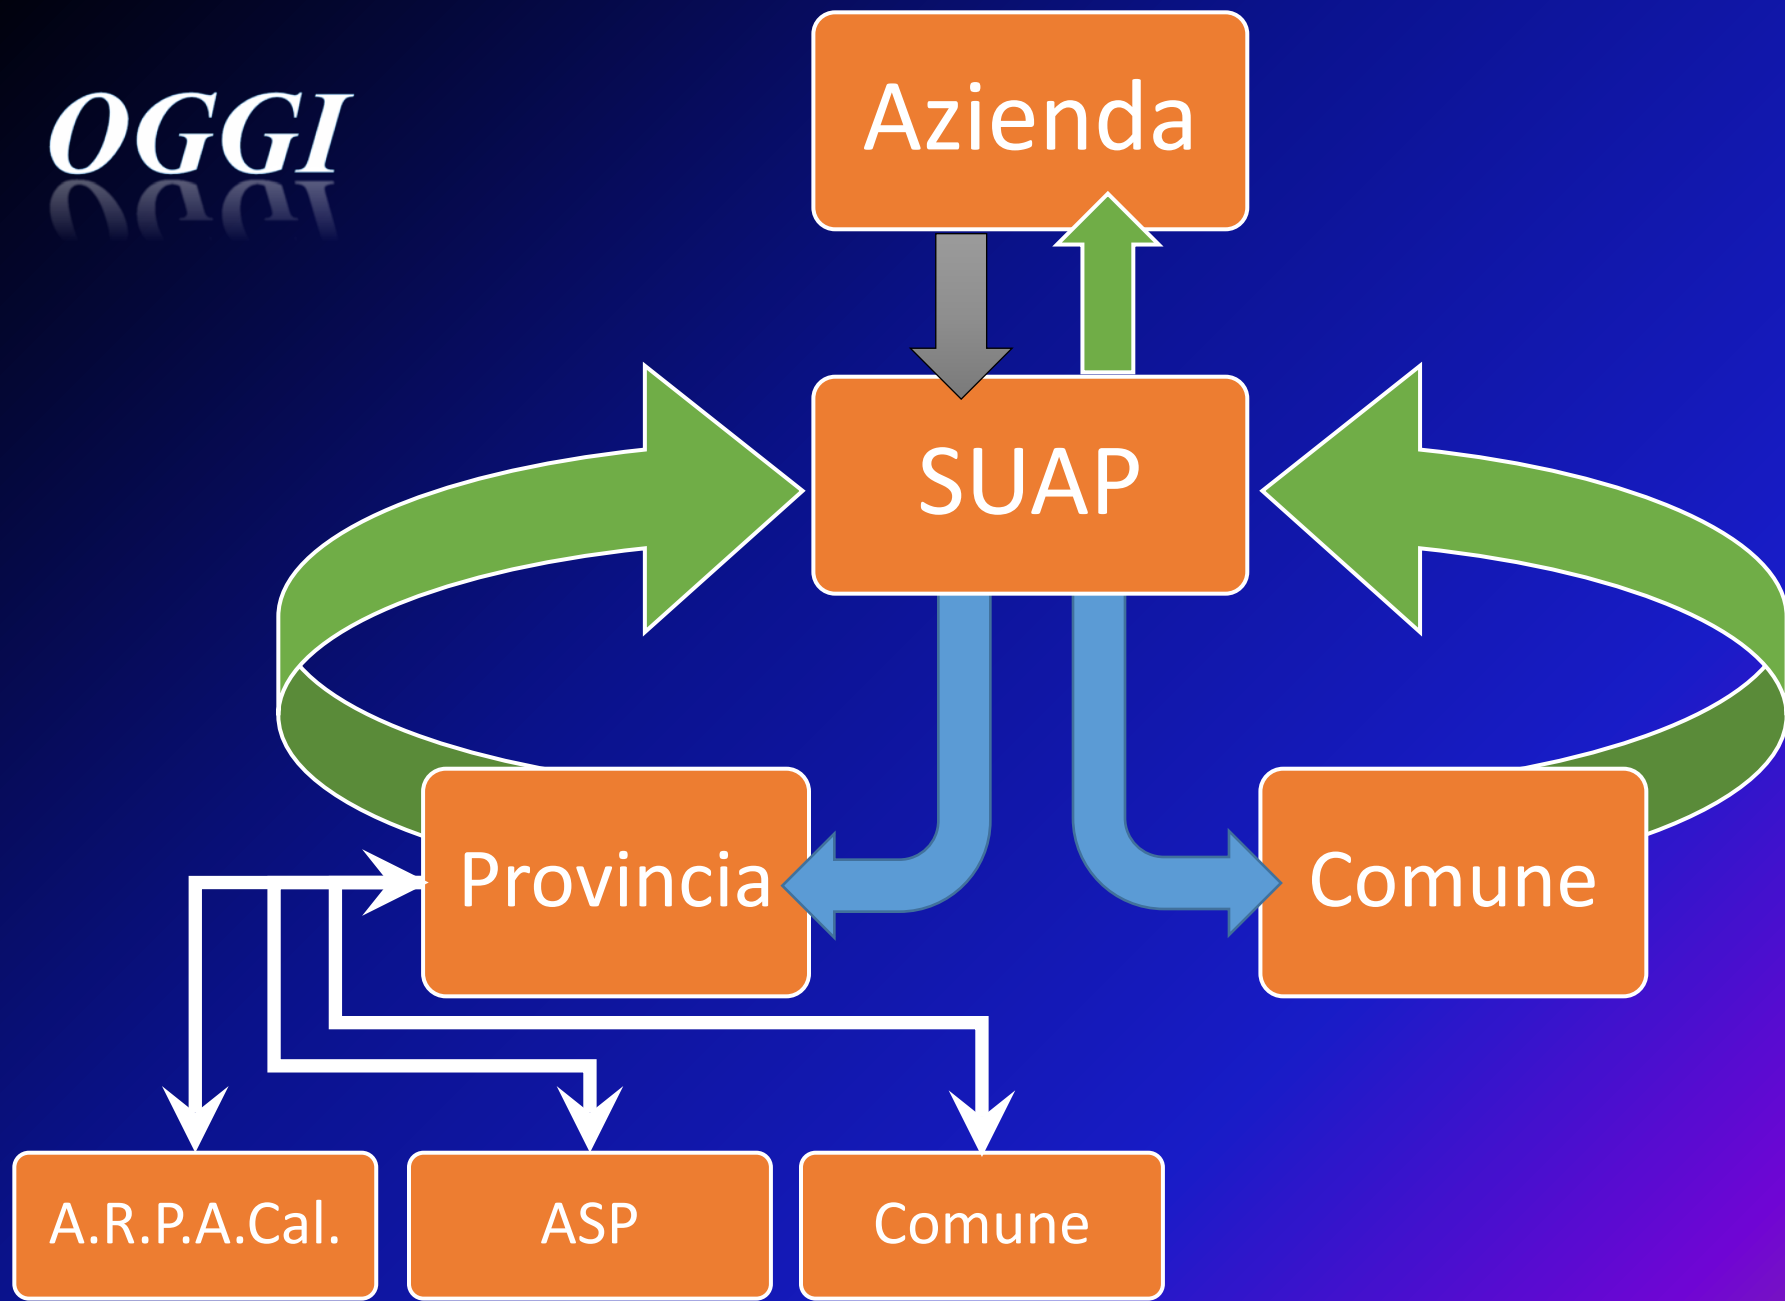 OGGI
Azienda
SUAP
Provincia
Comune
A.R.P.A.Cal.
ASP
Comune